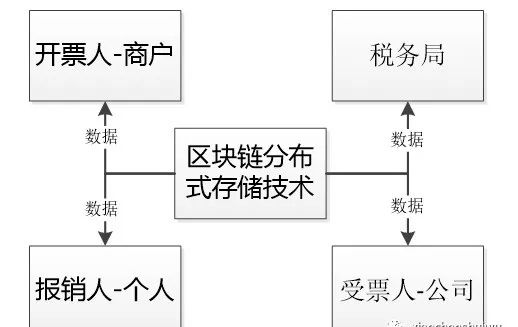 开票人-商户
税务局
数据
数据
区块链分布
式存储技术
数据
数据
报销人-个人
受票人-公司